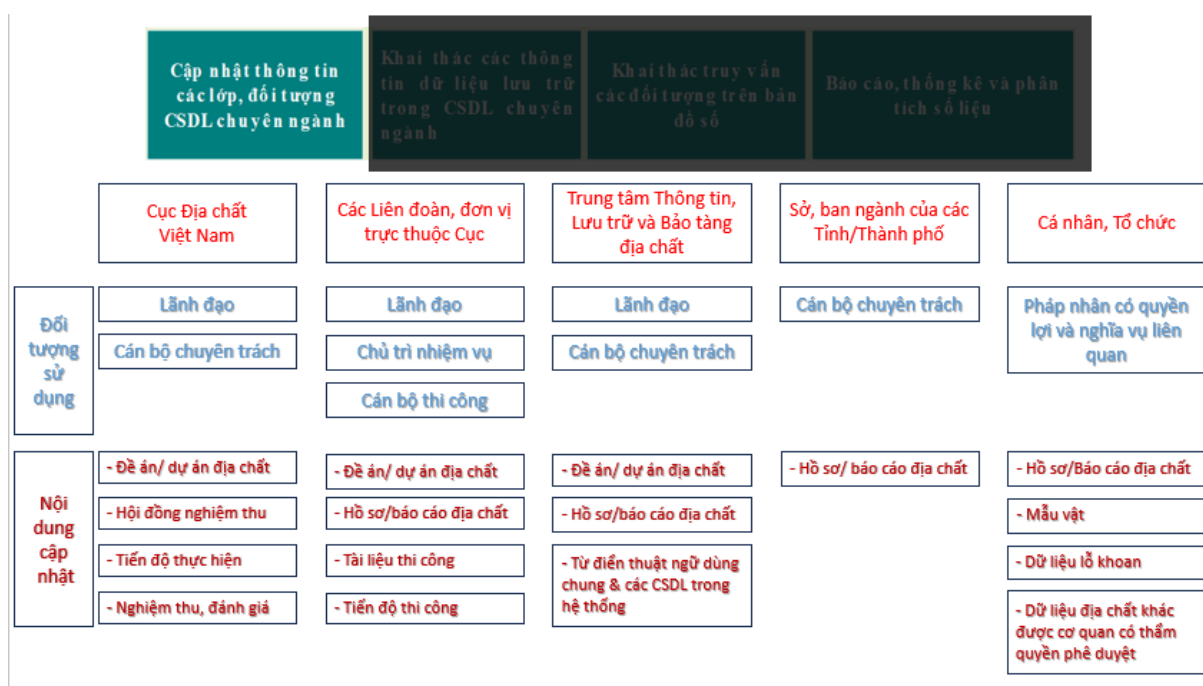 Cập nhật thông tin
các lớp, đối tượng
CSDL chuyên ngành
Khai thác các thông
tin dữ liệu lưu trữ
trong CSDL chuyên
ngành
Khai thác truy vấn
các đối tượng trên bản
đồ số
Báo cáo, thống kê và phân
tích số liệu
Cục Địa chất
Việt Nam
Các Liên đoàn, đơn vị
trực thuộc Cục
Trung tâm Thông tin,
Lưu trữ và Bảo tàng
địa chất
Sở, ban ngành của các
Tỉnh/Thành phố
Cá nhân, Tổ chức
Đối
tượng
sử
dụng
Lãnh đạo
Cán bộ chuyên trách
Lãnh đạo
Chủ trì nhiệm vụ
Cán bộ thi công
Lãnh đạo
Cán bộ chuyên trách
Cán bộ chuyên trách
Pháp nhân có quyền
lợi và nghĩa vụ liên
quan
Nội
dung
cập
nhật
- Đề án/ dự án địa chất
- Hội đồng nghiệm thu
- Tiến độ thực hiện
- Nghiệm thu, đánh giá
- Đề án/ dự án địa chất
- Hồ sơ/báo cáo địa chất
- Tài liệu thi công
- Tiến độ thi công
- Đề án/ dự án địa chất
- Hồ sơ/báo cáo địa chất
- Từ điển thuật ngữ dùng
chung & các CSDL trong
hệ thống
- Hồ sơ/ báo cáo địa chất
- Hồ sơ/Báo cáo địa chất
- Mẫu vật
- Dữ liệu lỗ khoan
- Dữ liệu địa chất khác
được cơ quan có thẩm
quyền phê duyệt